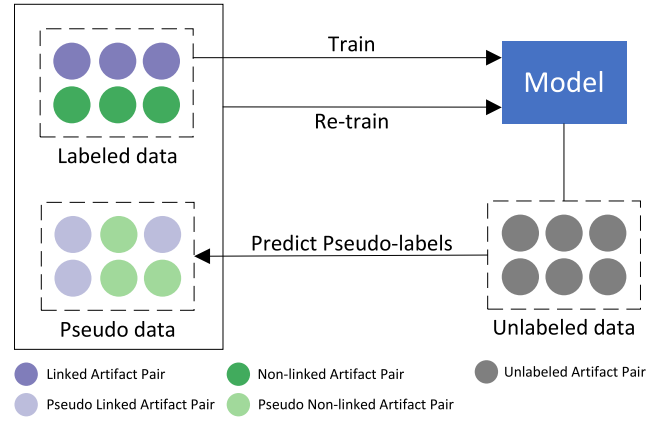 Train
Model
Re-train
Labeled data
Predict Pseudo-labels
Pseudo data
Unlabeled data
Linked Artifact Pair
Non-linked Artifact Pair
Unlabeled Artifact Pair
Pseudo Linked Artifact Pair
Pseudo Non-linked Artifact Pair